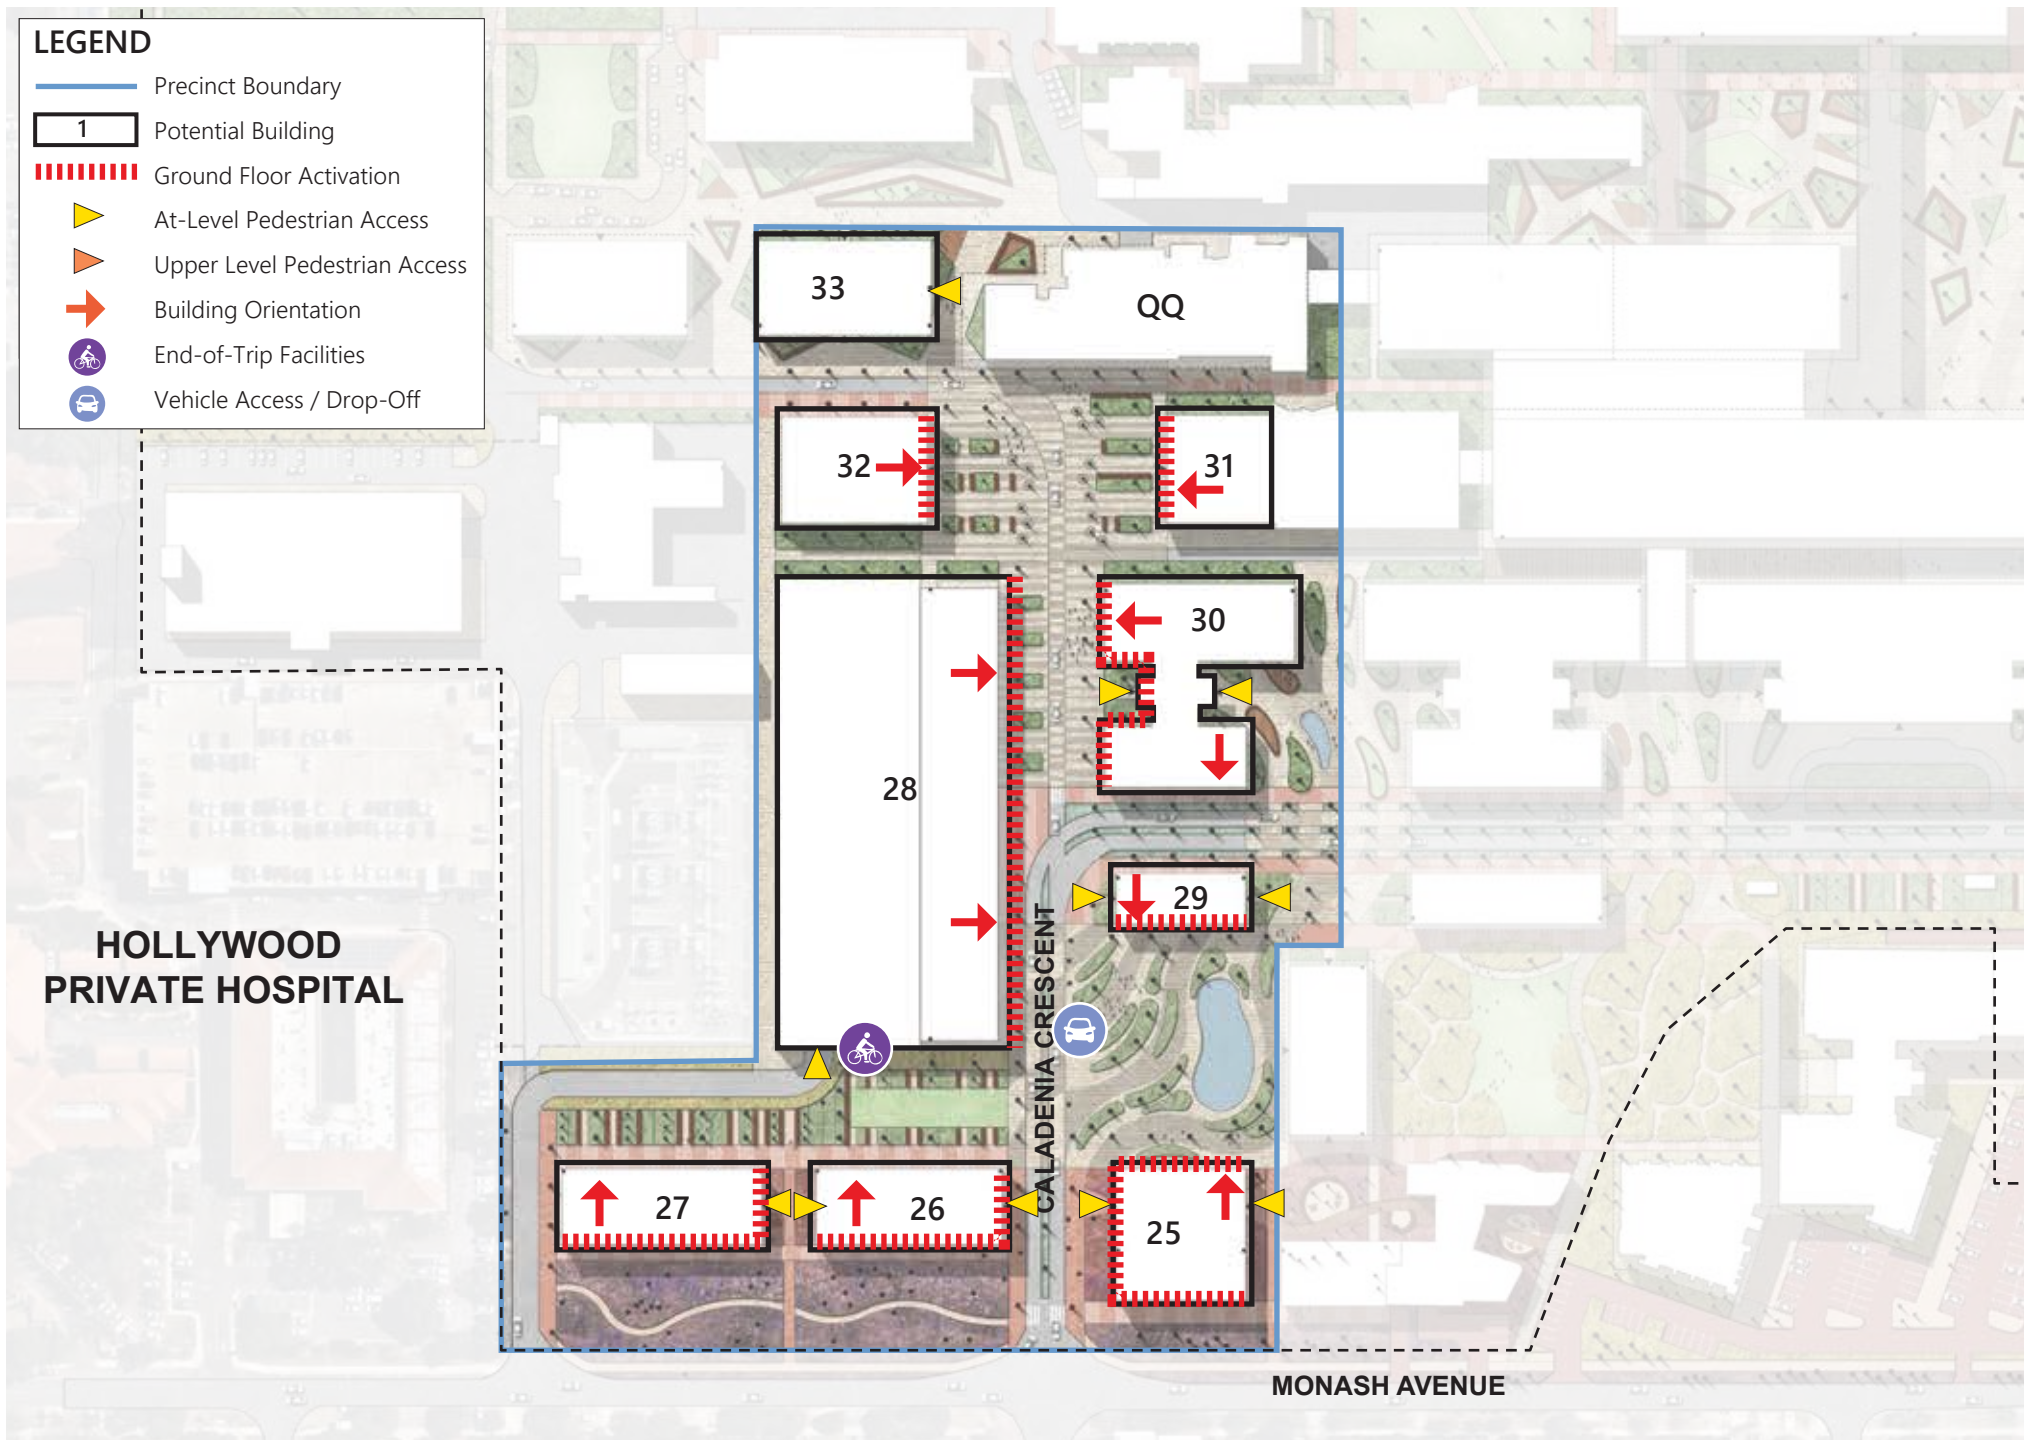 LEGEND
Precinct Boundary
1
Potential Building
Ground Floor Activation
At-Level Pedestrian Access
Upper Level Pedestrian Access
Building Orientation
End-of-Trip Facilities
Vehicle Access / Drop-Off
33
QQ
32
31
30
28
29
HOLLYWOOD
PRIVATE HOSPITAL
CALADENIA CRESCENT
27
26
25
MONASH AVENUE